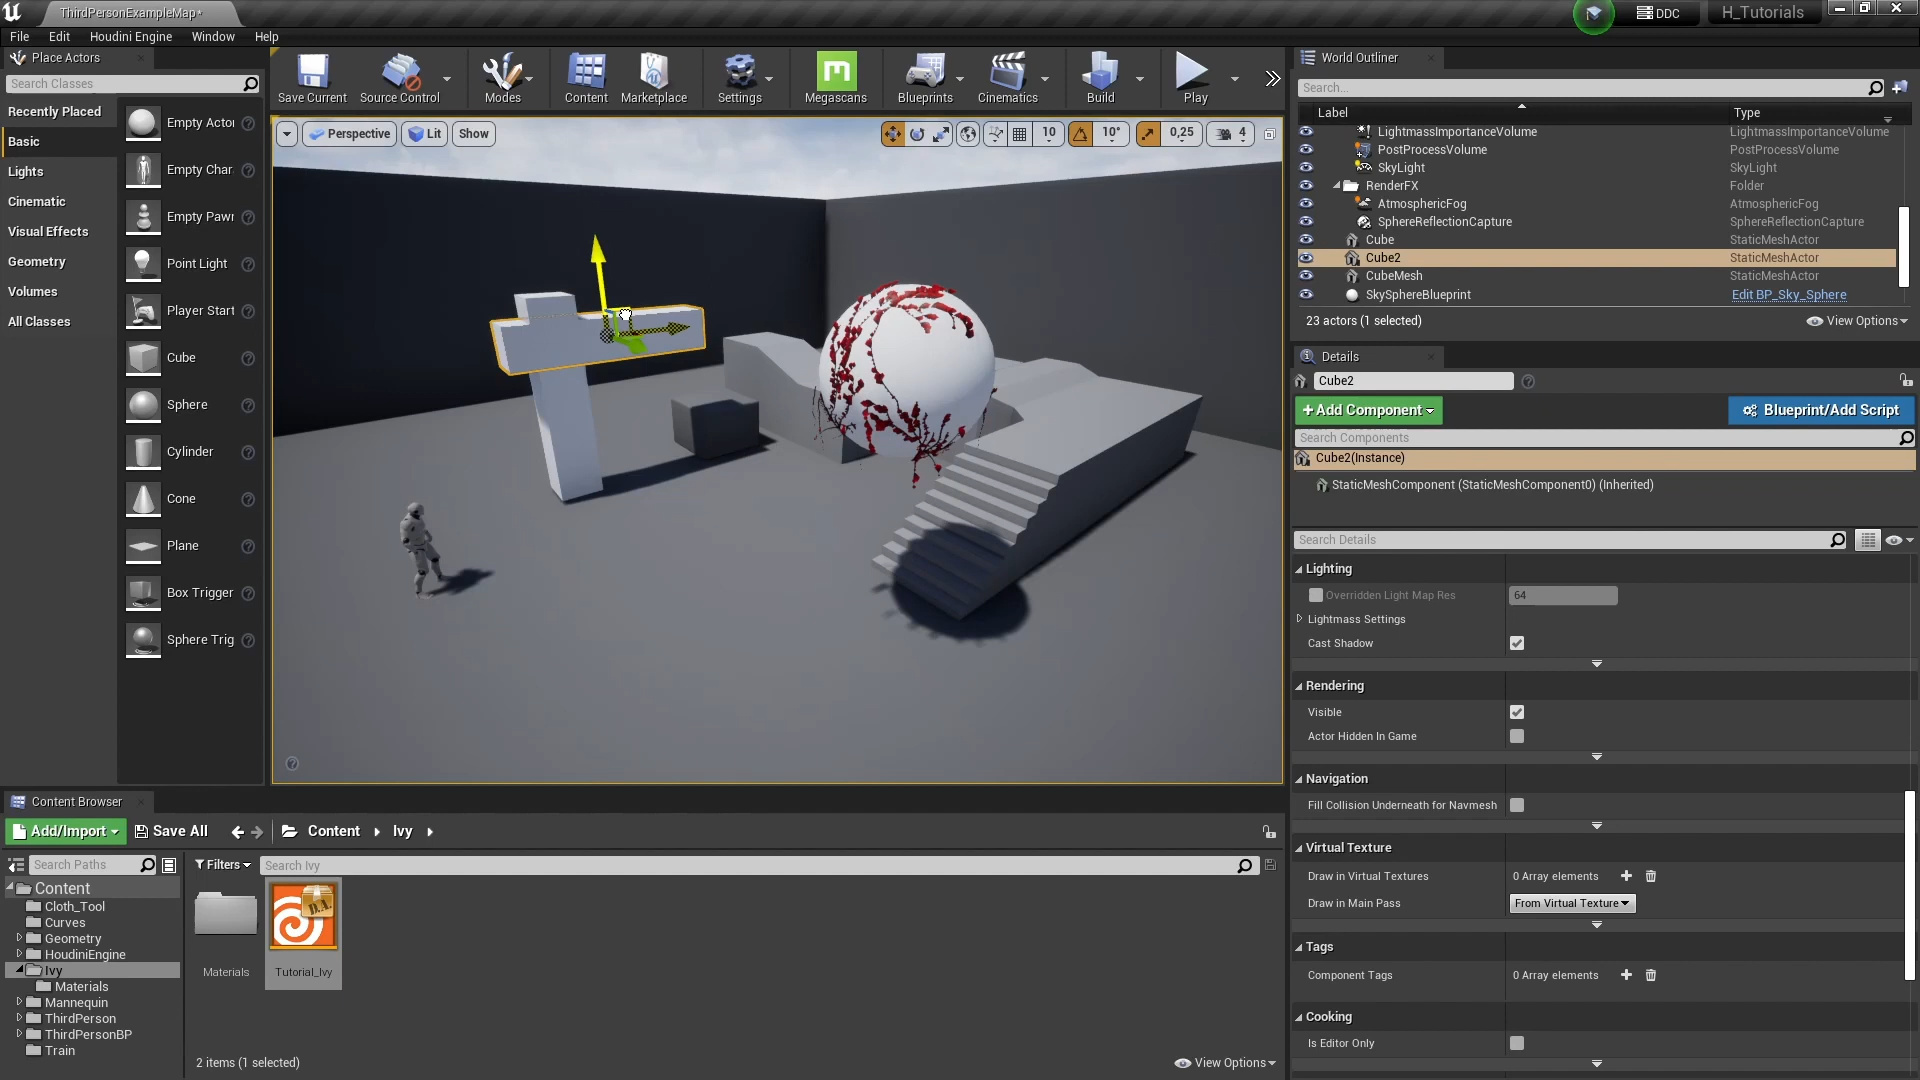 ThirdPersonExampleMap*
DDC
H_Tutorials
File
Edit
Houdini Engine
Window
Help
Place Actors
Search Classes
Recently Placed
Basic
Lights
Cinematic
Visual Effects
Geometry
Volumes
All Classes
Empty Actor
Empty Char
Empty Pawn
Point Light
Player Start
Cube
Sphere
Cylinder
Cone
Plane
Box Trigger
Sphere Trig
Save Current
Source Control
Modes
Content
Marketplace
Settings
Megascans
Blueprints
Cinematics
Build
Play
Perspective
Lit
Show
10
10°
0,25
4
World Outliner
Search...
Label
Type
LightmassImportanceVolume
LightmassImportanceVolume
PostProcessVolume
PostProcessVolume
SkyLight
SkyLight
RenderFX
Folder
AtmosphericFog
AtmosphericFog
SphereReflectionCapture
SphereReflectionCapture
Cube
StaticMeshActor
Cube2
StaticMeshActor
CubeMesh
StaticMeshActor
SkySphereBlueprint
Edit BP_Sky_Sphere
23 actors (1 selected)
View Options
Details
Cube2
+Add Component
Blueprint/Add Script
Search Components
Cube2(Instance)
StaticMeshComponent (StaticMeshComponent0) (Inherited)
Search Details
Lighting
Overridden Light Map Res
64
Lightmass Settings
Cast Shadow
Rendering
Visible
Actor Hidden In Game
Navigation
Fill Collision Underneath for Navmesh
Virtual Texture
Draw in Virtual Textures
0 Array elements
Draw in Main Pass
From Virtual Texture
Tags
Component Tags
0 Array elements
Cooking
Is Editor Only
Content Browser
Add/Import
Save All
Content
Ivy
Search Paths
Filters
Search Ivy
Content
Cloth_Tool
Curves
Geometry
HoudiniEngine
Ivy
Materials
Mannequin
ThirdPerson
ThirdPersonBP
Train
D.A.
Materials
Tutorial_Ivy
2 items (1 selected)
View Options